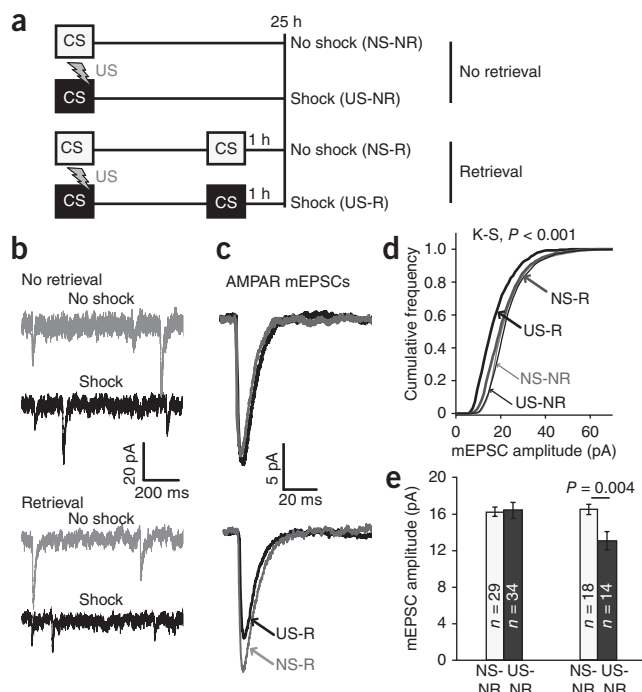 a
25 h
CS
No shock (NS-NR)
US
No retrieval
CS
Shock (US-NR)
CS
CS
1 h
No shock (NS-R)
US
Retrieval
CS
CS
1 h
Shock (US-R)
b
No retrieval
No shock
Shock
20 pA
200 ms
Retrieval
No shock
Shock
c
AMPAR mEPSCs
5 pA
20 ms
US-R
NS-R
d
K-S, P < 0.001
Cumulative frequency
1.0
0.8
0.6
0.4
0.2
0
NS-R
US-R
NS-NR
US-NR
0 20 40 60
mEPSC amplitude (pA)
e
mEPSC amplitude (pA)
20
16
12
8
4
0
P = 0.004
n = 29
n = 34
n = 18
n = 14
NS- US-
NR NR
NS- US-
NR NR